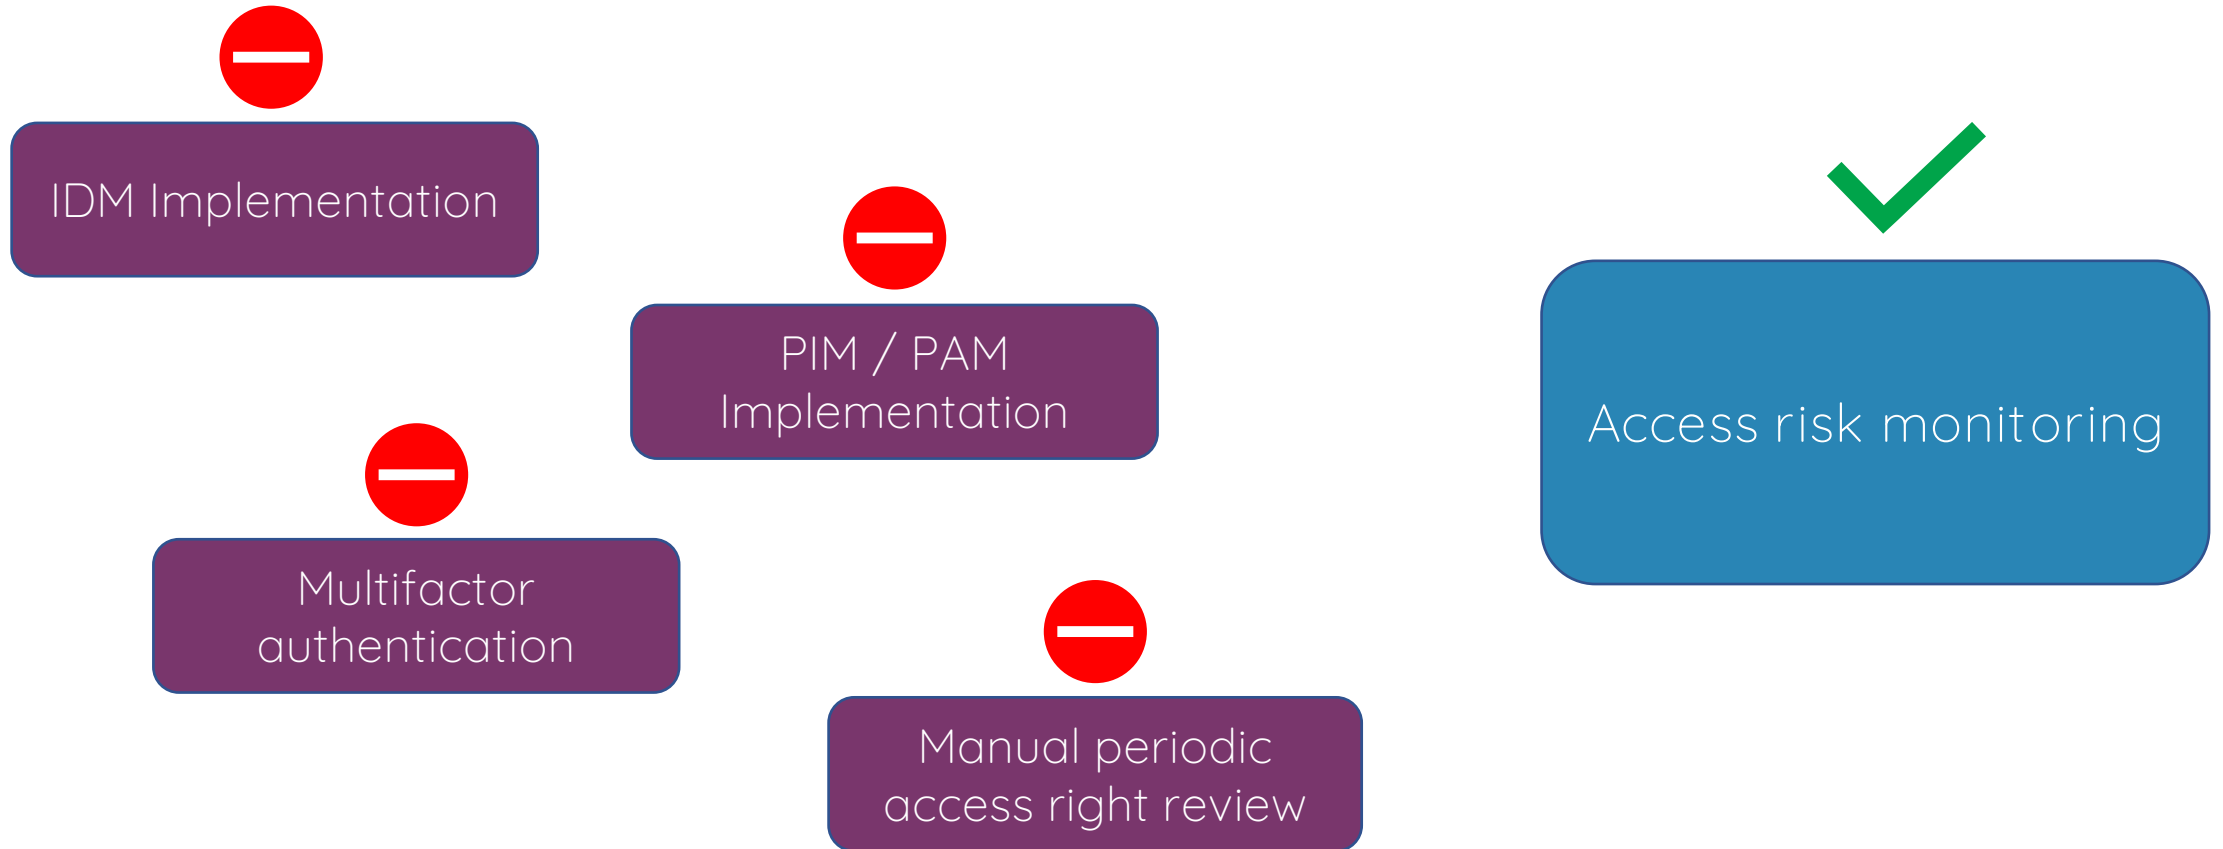 IDM Implementation
PIM / PAM
Implementation
Multifactor
authentication
Manual periodic
access right review
Access risk monitoring